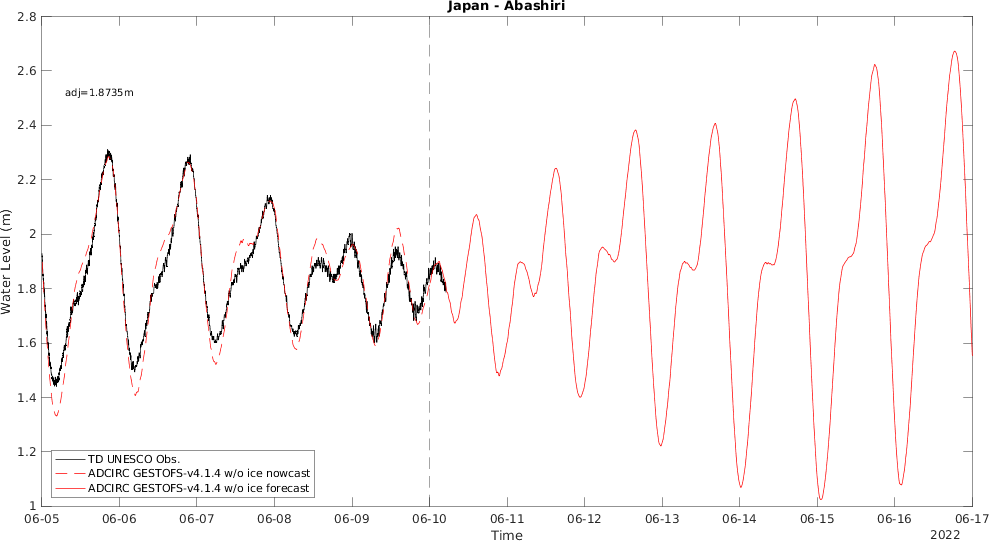 Japan - Abashiri
2.8
2.6
2.4
2.2
2
1.8
1.6
1.4
1.2
1
Water Level (m)
adj=1.8735m
TD UNESCO Obs.
ADCIRC GESTOFS-v4.1.4 w/o ice nowcast
ADCIRC GESTOFS-v4.1.4 w/o ice forecast
06-05 06-06 06-07 06-08 06-09 06-10 06-11 06-12 06-13 06-14 06-15 06-16 06-17
Time
2022